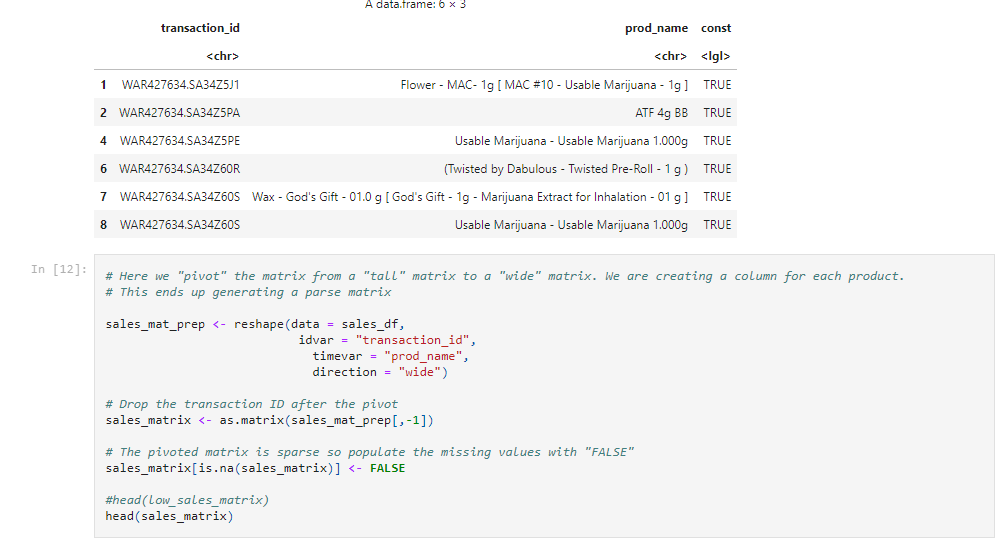 A data.frame: 6 × 3
transaction_id prod_name const
<chr> <chr> <lgl>
1 WAR427634.SA34Z5J1 Flower - MAC- 1g [ MAC #10 - Usable Marijuana - 1g ] TRUE
2 WAR427634.SA34Z5PA ATF 4g BB TRUE
4 WAR427634.SA34Z5PE Usable Marijuana - Usable Marijuana 1.000g TRUE
6 WAR427634.SA34Z60R (Twisted by Dabulous - Twisted Pre-Roll - 1 g ) TRUE
7 WAR427634.SA34Z60S Wax - God's Gift - 01.0 g [ God's Gift - 1g - Marijuana Extract for Inhalation - 01 g ] TRUE
8 WAR427634.SA34Z60S Usable Marijuana - Usable Marijuana 1.000g TRUE
In [12]:
# Here we "pivot" the matrix from a "tall" matrix to a "wide" matrix. We are creating a column for each product.
# This ends up generating a parse matrix
sales_mat_prep <- reshape(data = sales_df,
idvar = "transaction_id",
timevar = "prod_name",
direction = "wide")
# Drop the transaction ID after the pivot
sales_matrix <- as.matrix(sales_mat_prep[,-1])
# The pivoted matrix is sparse so populate the missing values with "FALSE"
sales_matrix[is.na(sales_matrix)] <- FALSE
#head(low_sales_matrix)
head(sales_matrix)